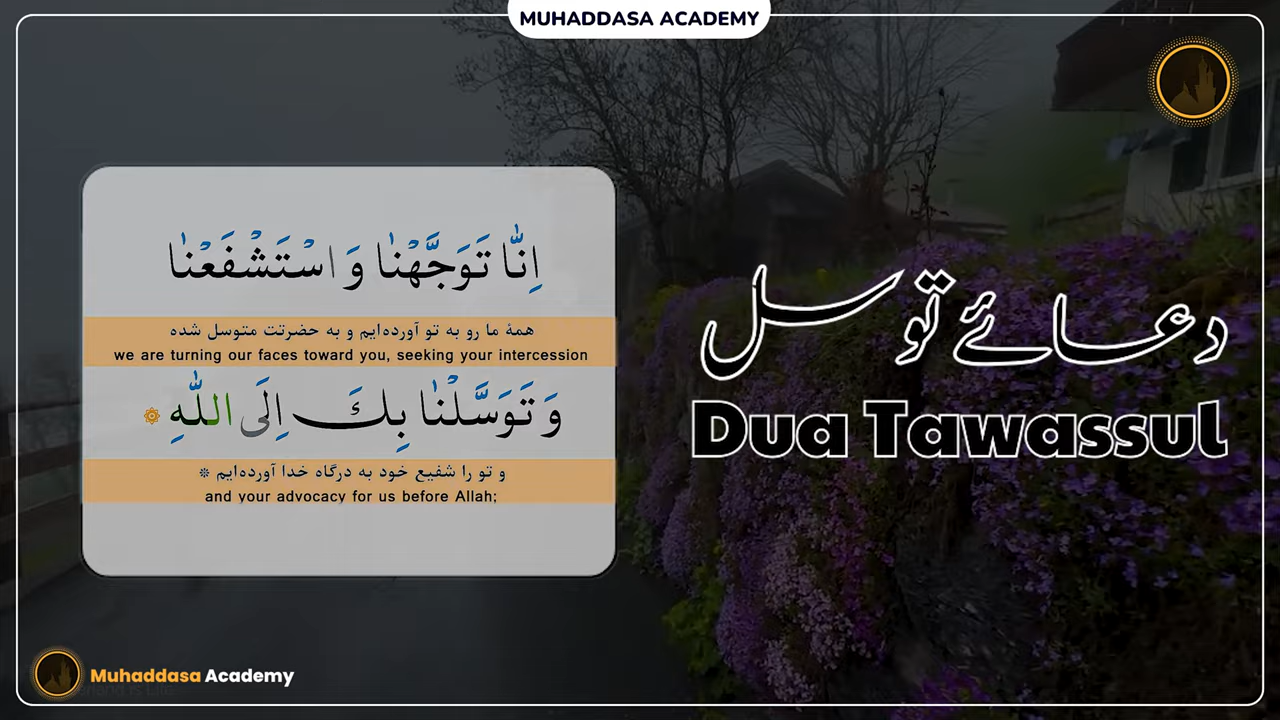 MUHADDASA ACADEMY
اِنّٰا تَوَجَّهْنٰا وَ اسْتَشْفَعْنٰا
همهٔ ما رو به تو آورده‌ایم و به حضرتت متوسل شده
we are turning our faces toward you, seeking your intercession
وَ تَوَسَّلْنٰا بِكَ اِلَى اللّٰهِ ۞
و تو را شفیع خود به درگاه خدا آورده‌ایم *
and your advocacy for us before Allah;
دعائے توسل
Dua Tawassul
Muhaddasa Academy